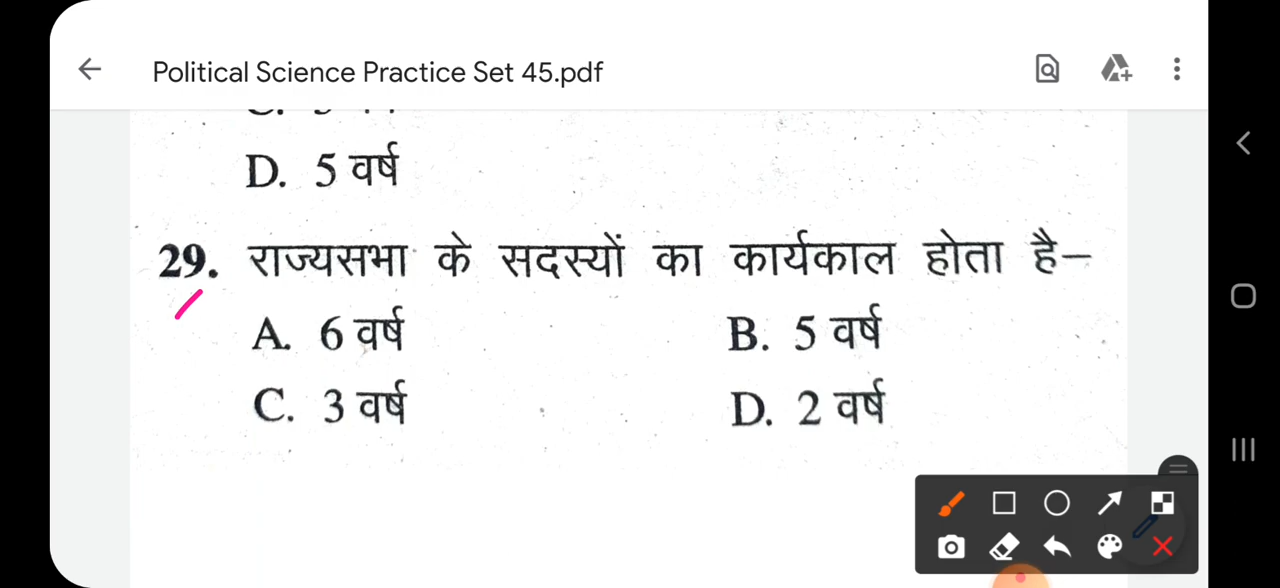 Political Science Practice Set 45.pdf
D. 5 वर्ष
29. राज्यसभा के सदस्यों का कार्यकाल होता है–
A. 6 वर्ष B. 5 वर्ष
C. 3 वर्ष D. 2 वर्ष